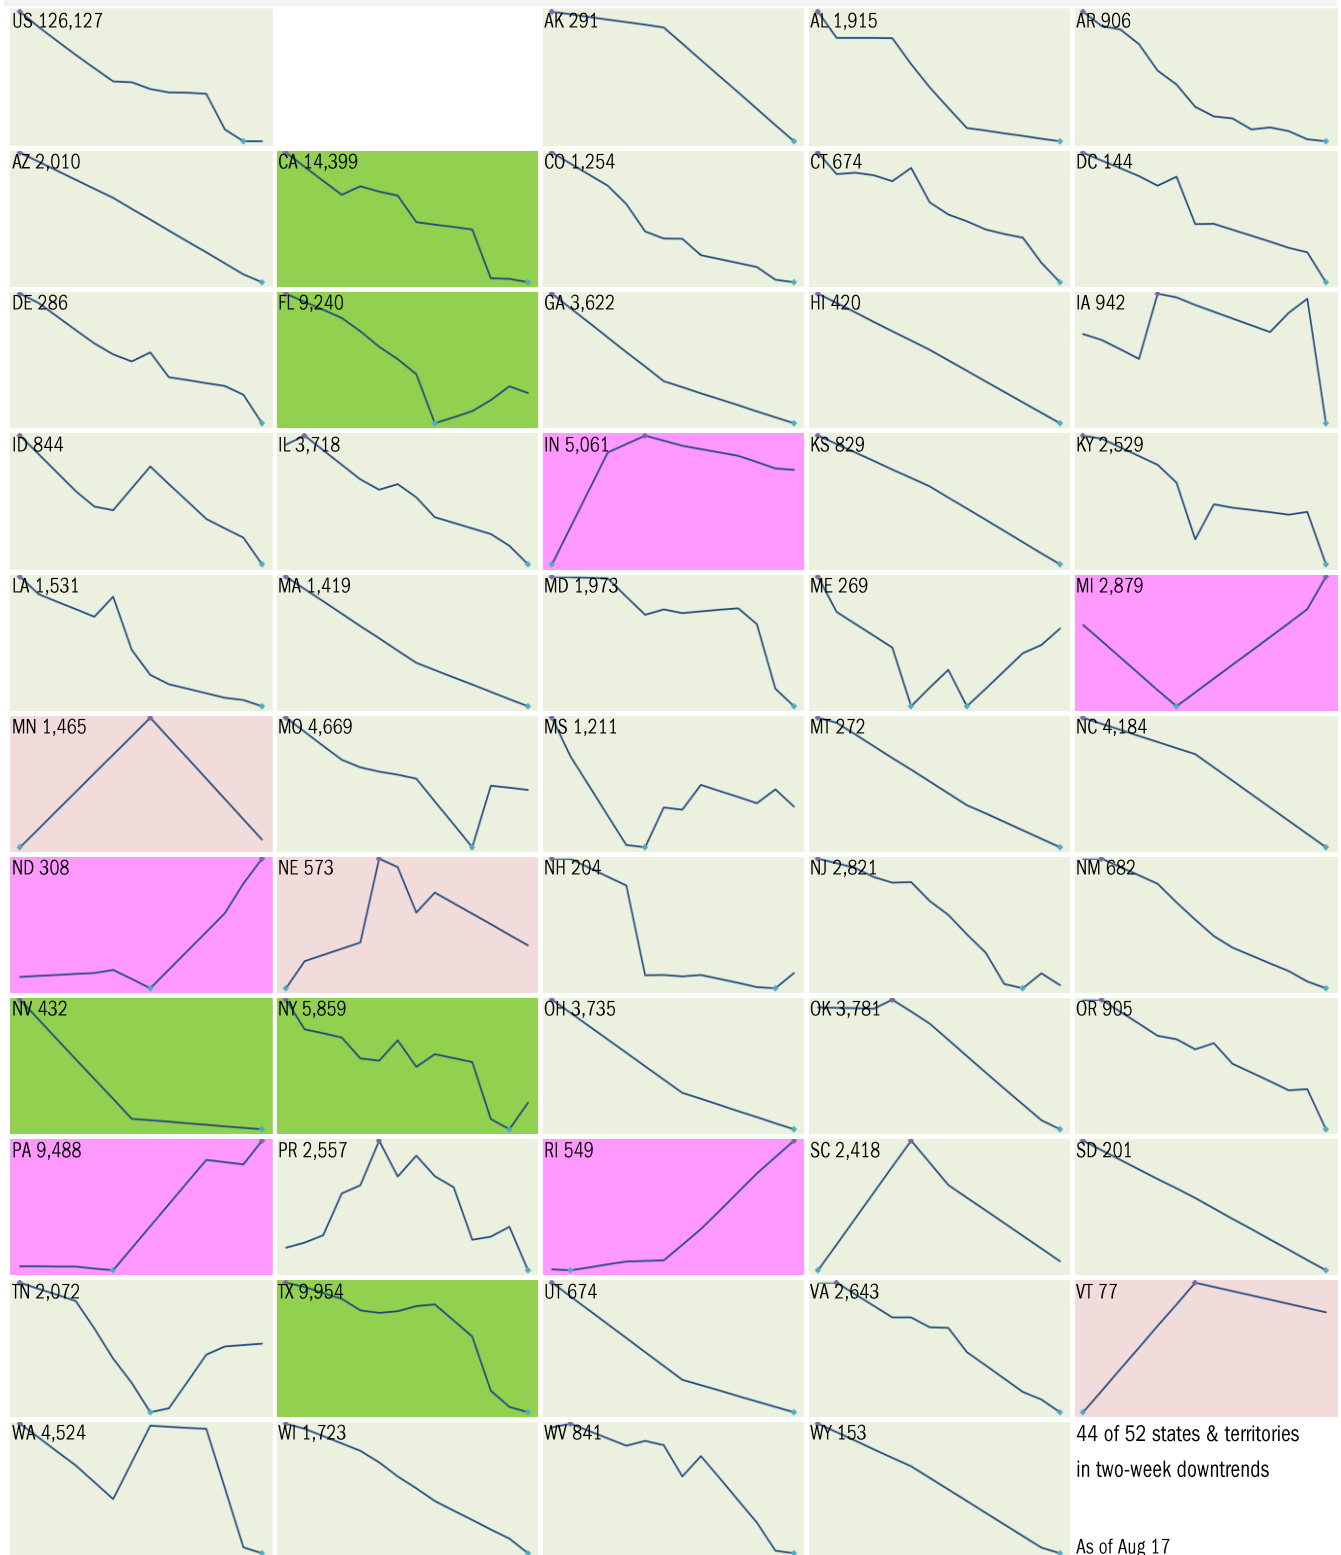 US 126,127
AK 291
AL 1,915
AR 906
AZ 2,010
CA 14,399
CO 1,254
CT 674
DC 144
DE 286
FL 9,240
GA 3,622
HI 420
IA 942
ID 844
IL 3,718
IN 5,061
KS 829
KY 2,529
LA 1,531
MA 1,419
MD 1,973
ME 269
MI 2,879
MN 1,465
MO 4,669
MS 1,211
MT 272
NC 4,184
ND 308
NE 573
NH 204
NJ 2,821
NM 682
NV 432
NY 5,859
OH 3,735
OK 3,781
OR 905
PA 9,488
PR 2,557
RI 549
SC 2,418
SD 201
TN 2,072
TX 9,954
UT 674
VA 2,643
VT 77
WA 4,524
WI 1,723
WV 841
WY 153
44 of 52 states & territories
in two-week downtrends
As of Aug 17